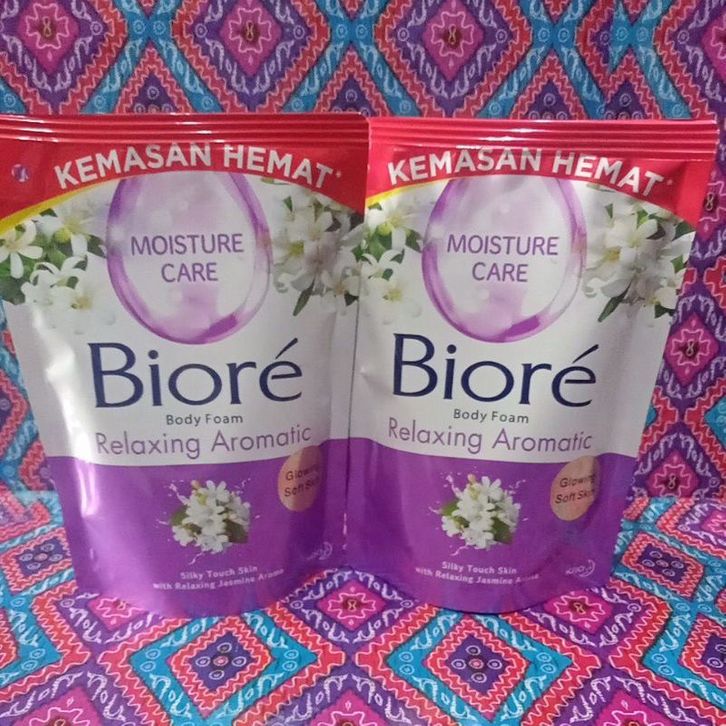 KEMASAN HEMAT*
MOISTURE
CARE
Bioré
Body Foam
Relaxing Aromatic
Glowing
Soft Skin
Silky Touch Skin
with Relaxing Jasmine Aroma
KEMASAN HEMAT*
MOISTURE
CARE
Bioré
Body Foam
Relaxing Aromatic
Glowing
Soft Skin
Silky Touch Skin
with Relaxing Jasmine Aroma
Kao